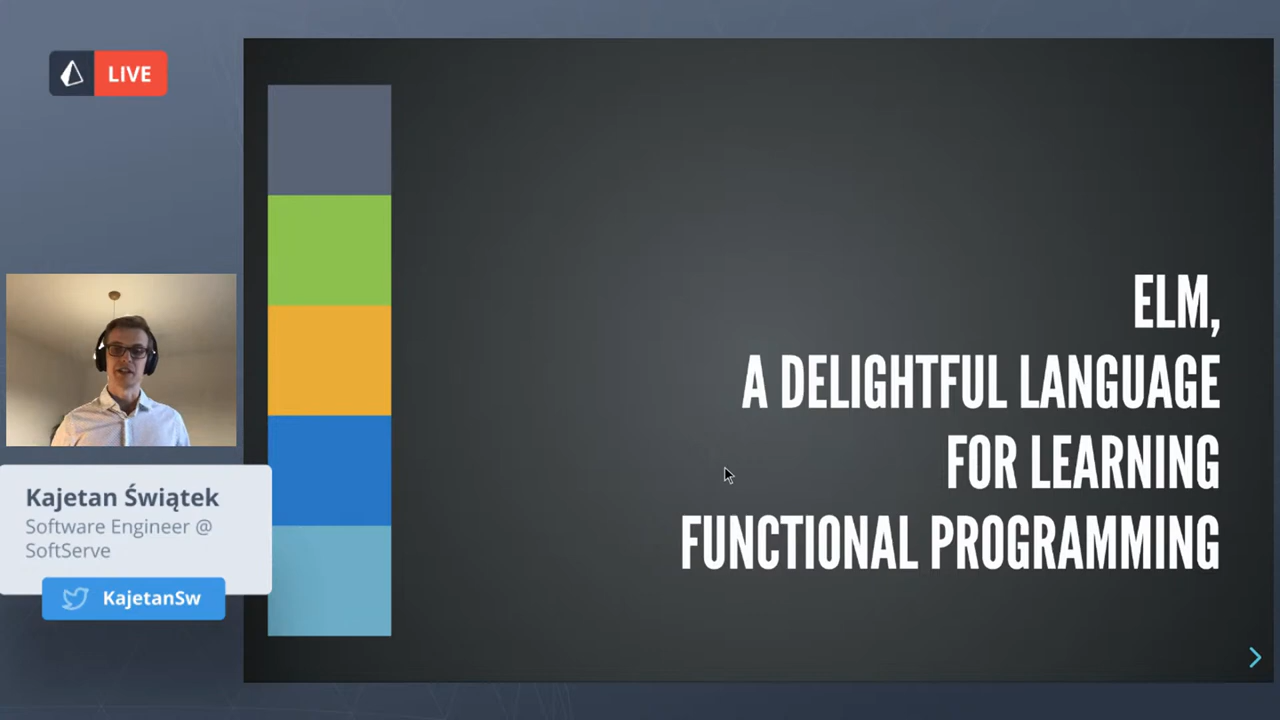 LIVE
ELM,
A DELIGHTFUL LANGUAGE
FOR LEARNING
FUNCTIONAL PROGRAMMING
Kajetan Świątek
Software Engineer @
SoftServe
KajetanSw